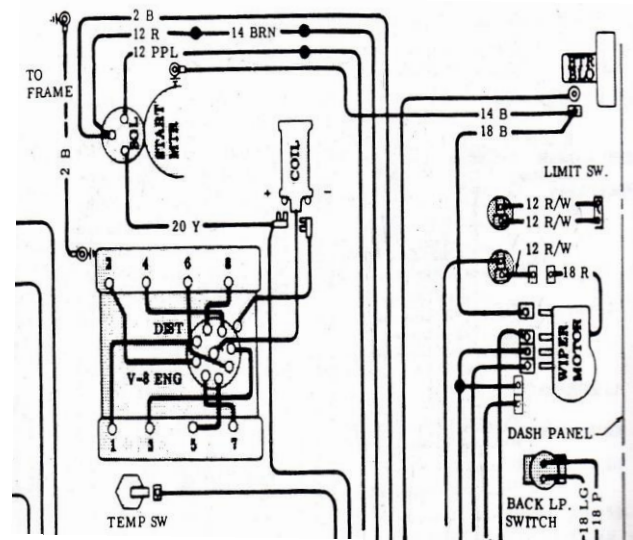 2 B
12 R
14 BRN
12 PPL
TO
FRAME
SOL
START
MTR
2 B
14 B
18 B
COIL
+ −
LIMIT SW.
12 R/W
12 R/W
20 Y
12 R/W
18 R
2 4 6 8
DIST
V-8 ENG
WIPER
MOTOR
1 3 5 7
DASH PANEL
TEMP SW
BACK LP.
SWITCH
18 LG
18 P